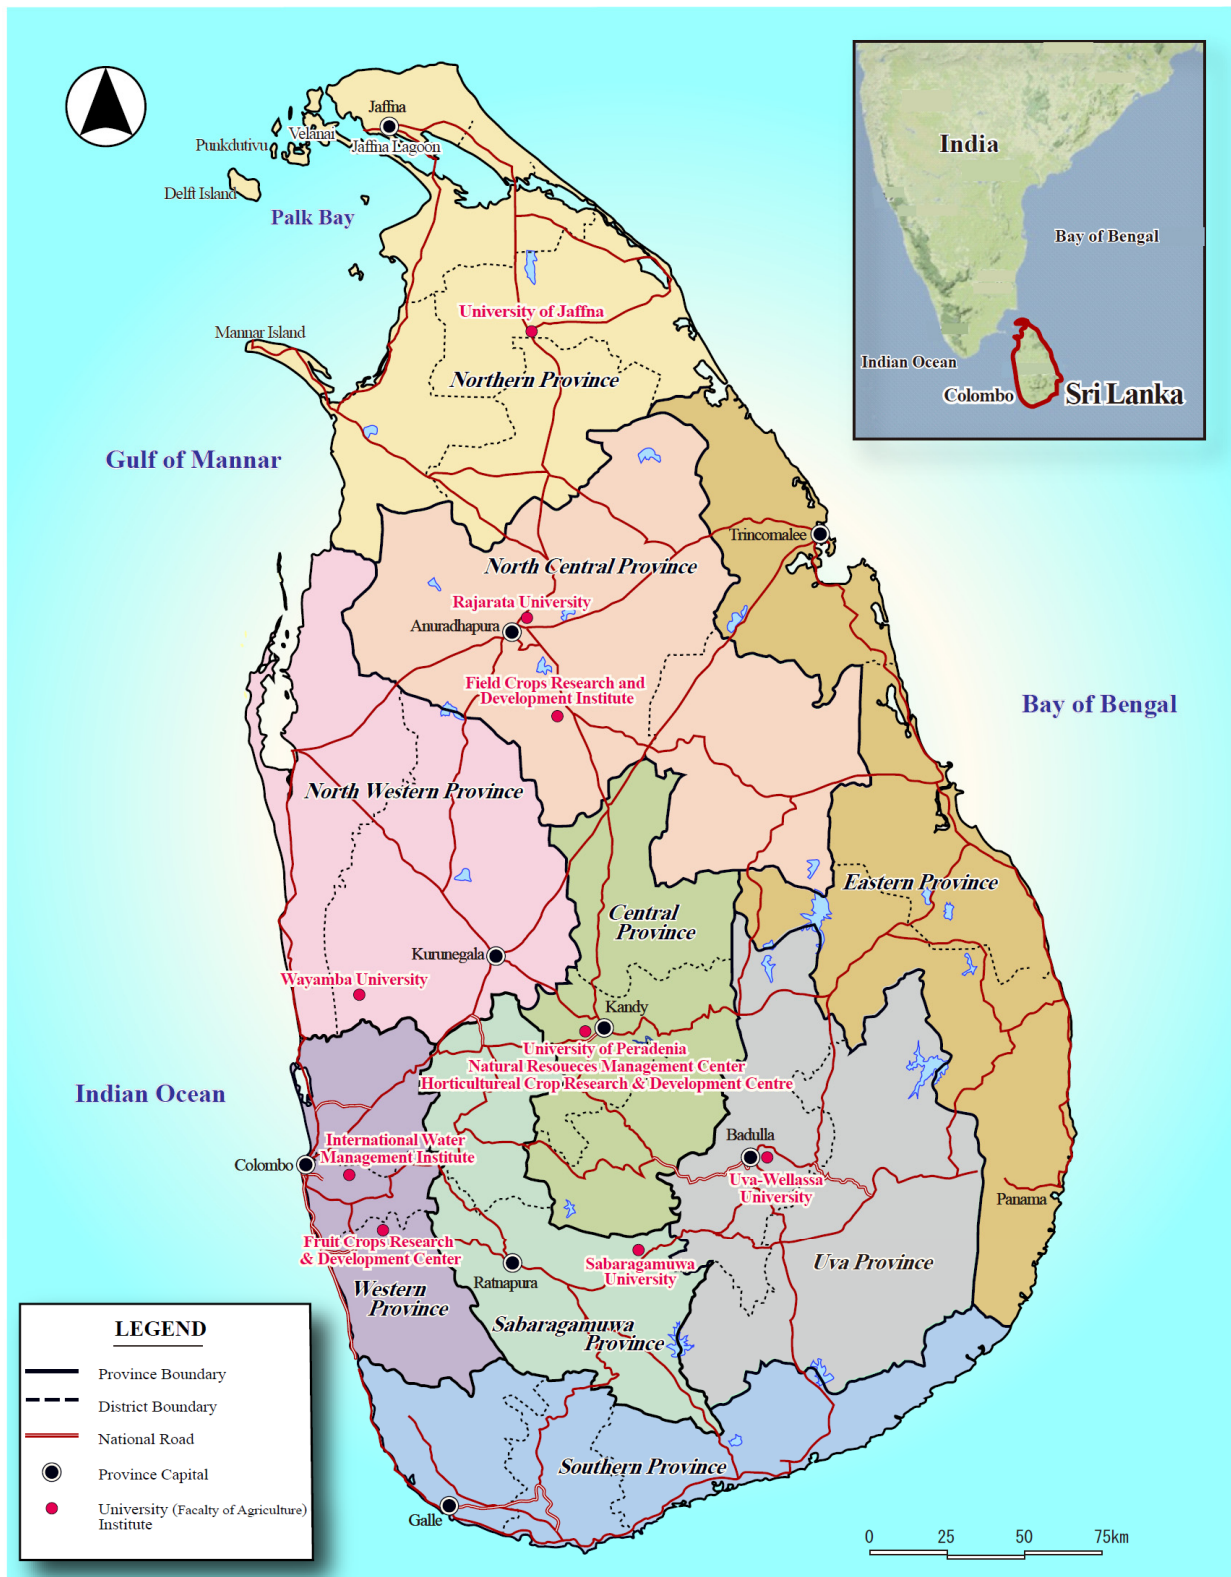 Jaffna
Velanai
Punkdutivu
Jaffna Lagoon
Delft Island
Palk Bay
India
Bay of Bengal
Indian Ocean
Colombo
Sri Lanka
University of Jaffna
Mannar Island
Northern Province
Gulf of Mannar
Trincomalee
North Central Province
Rajarata University
Anuradhapura
Field Crops Research and
Development Institute
Bay of Bengal
North Western Province
Eastern Province
Central
Province
Kurunegala
Wayamba University
Kandy
University of Peradenia
Natural Resoueces Management Center
Horticultureal Crop Research & Development Centre
Indian Ocean
International Water
Management Institute
Colombo
Badulla
Uva-Wellassa
University
Panama
Fruit Crops Research
& Development Center
Sabaragamuwa
University
Ratnapura
Uva Province
Western
Province
Sabaragamuwa
Province
Southern Province
Galle
LEGEND
Province Boundary
District Boundary
National Road
Province Capital
University (Faculty of Agriculture)
Institute
0 25 50 75km